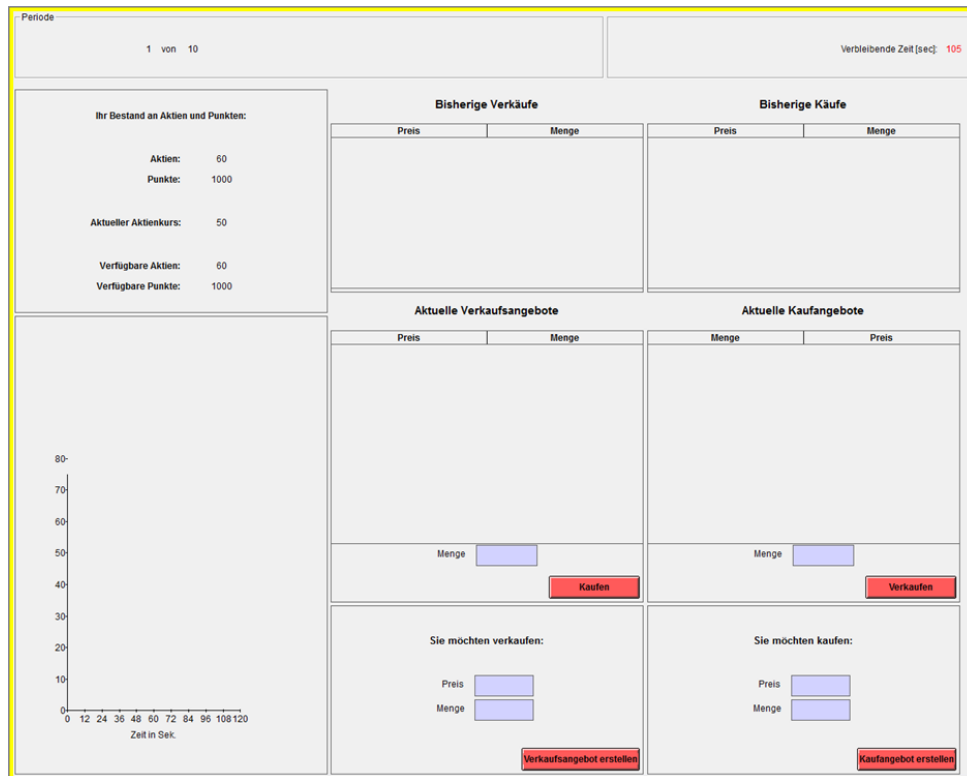 Periode
1 von 10
Verbleibende Zeit [sec]: 105
Ihr Bestand an Aktien und Punkten:
Aktien: 60
Punkte: 1000
Aktueller Aktienkurs: 50
Verfügbare Aktien: 60
Verfügbare Punkte: 1000
Bisherige Verkäufe
Preis Menge
Bisherige Käufe
Preis Menge
Aktuelle Verkaufsangebote
Preis Menge
Menge
Kaufen
Aktuelle Kaufangebote
Menge Preis
Menge
Verkaufen
80
70
60
50
40
30
20
10
0
0 12 24 36 48 60 72 84 96 108 120
Zeit in Sek.
Sie möchten verkaufen:
Preis
Menge
Verkaufsangebot erstellen
Sie möchten kaufen:
Preis
Menge
Kaufangebot erstellen